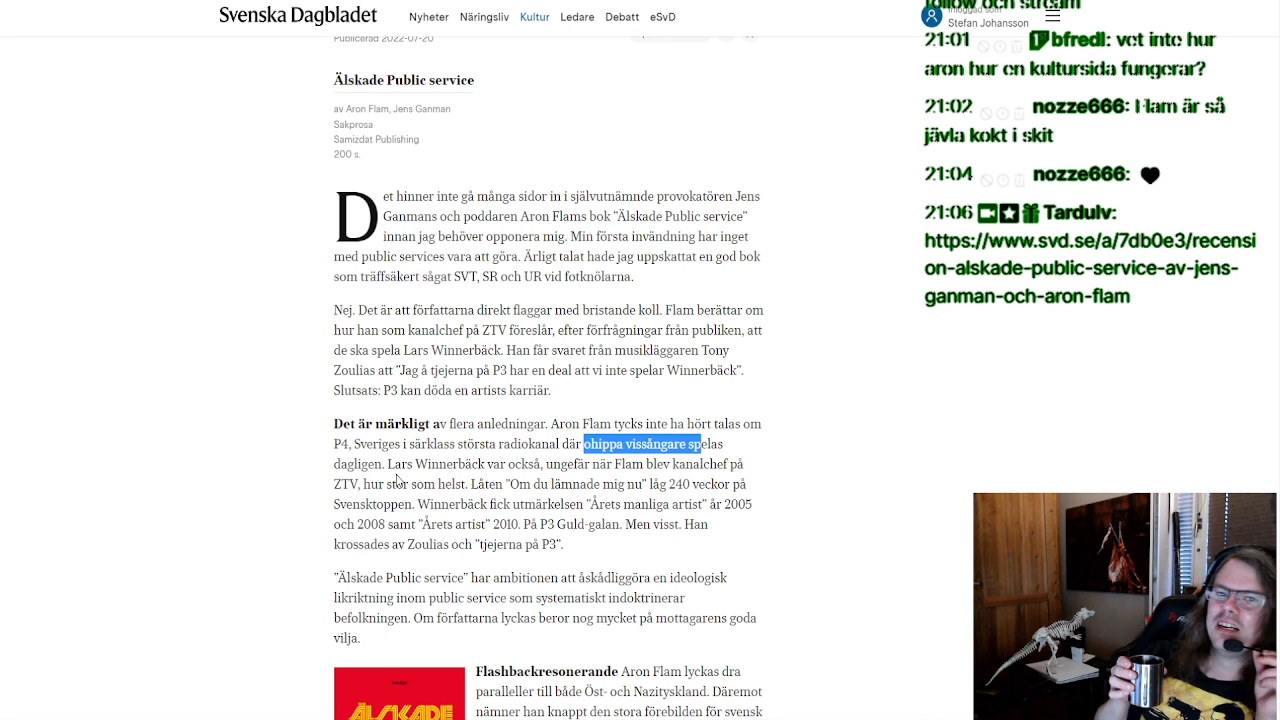 Svenska Dagbladet
Nyheter Näringsliv Kultur Ledare Debatt eSvD
Inloggad som
Stefan Johansson
Publicerad 2022-07-20
Älskade Public service
av Aron Flam, Jens Ganman
Sakprosa
Samizdat Publishing
200 s.
Det hinner inte gå många sidor in i självutnämnde provokatören Jens
Ganmans och poddaren Aron Flams bok ”Älskade Public service”
innan jag behöver opponera mig. Min första invändning har inget
med public services vara att göra. Ärligt talat hade jag uppskattat en god bok
som träffsäkert sågat SVT, SR och UR vid fotknölarna.
Nej. Det är att författarna direkt flaggar med bristande koll. Flam berättar om
hur han som kanalchef på ZTV föreslår, efter förfrågningar från publiken, att
de ska spela Lars Winnerbäck. Han får svaret från musikläggaren Tony
Zoulias att ”Jag å tjejerna på P3 har en deal att vi inte spelar Winnerbäck”.
Slutsats: P3 kan döda en artists karriär.
Det är märkligt av flera anledningar. Aron Flam tycks inte ha hört talas om
P4, Sveriges i särklass största radiokanal där ohippa vissångare spelas
dagligen. Lars Winnerbäck var också, ungefär när Flam blev kanalchef på
ZTV, hur stor som helst. Låten ”Om du lämnade mig nu” låg 240 veckor på
Svensktoppen. Winnerbäck fick utmärkelsen ”Årets manliga artist” år 2005
och 2008 samt ”Årets artist” 2010. På P3 Guld-galan. Men visst. Han
krossades av Zoulias och ”tjejerna på P3”.
”Älskade Public service” har ambitionen att åskådliggöra en ideologisk
likriktning inom public service som systematiskt indoktrinerar
befolkningen. Om författarna lyckas beror nog mycket på mottagarens goda
vilja.
Flashbackresonerande Aron Flam lyckas dra
paralleller till både Öst- och Nazityskland. Däremot
nämner han knappt den stora förebilden för svensk
ÄLSKADE
follow och stream
21:01 bfredl: vet inte hur
aron hur en kultursida fungerar?
21:02 nozze666: Flam är så
jävla kokt i skit
21:04 nozze666: ♥
21:06 Tardulv:
https://www.svd.se/a/7db0e3/recensi
on-alskade-public-service-av-jens-
ganman-och-aron-flam